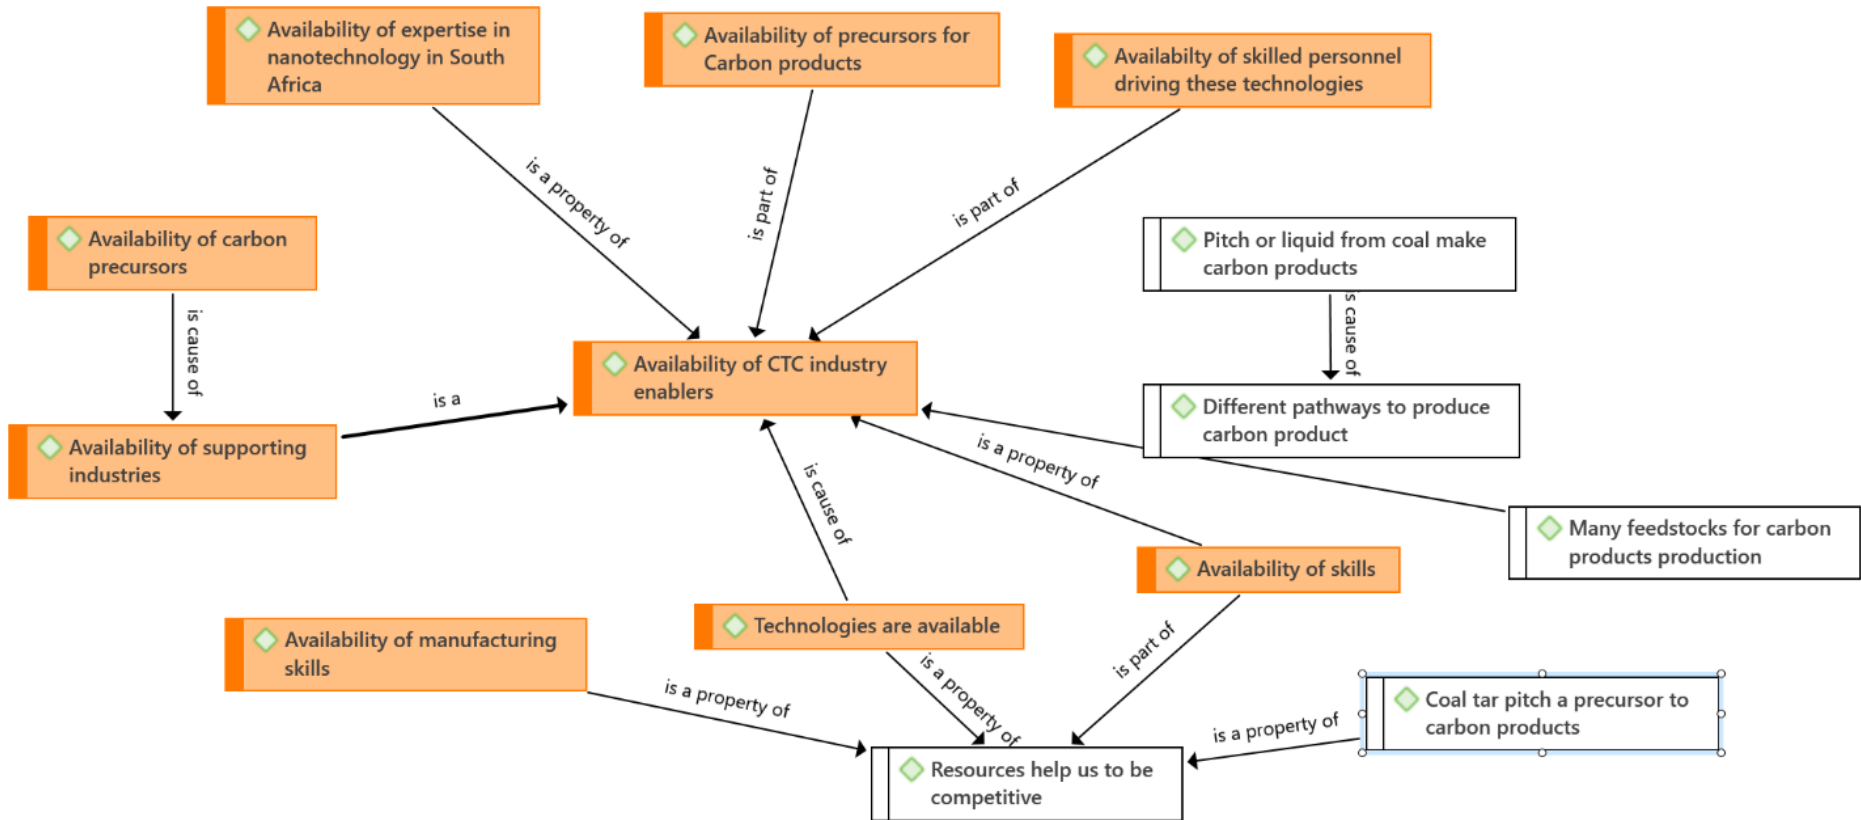 Availability of expertise in
nanotechnology in South
Africa
Availability of precursors for
Carbon products
Availabilty of skilled personnel
driving these technologies
is a property of
is part of
is part of
Availability of carbon
precursors
Pitch or liquid from coal make
carbon products
is cause of
is cause of
Availability of CTC industry
enablers
is a
Different pathways to produce
carbon product
Availability of supporting
industries
is a property of
is cause of
Many feedstocks for carbon
products production
Availability of skills
Technologies are available
Availability of manufacturing
skills
is a property of
is a property of
is part of
Coal tar pitch a precursor to
carbon products
is a property of
Resources help us to be
competitive